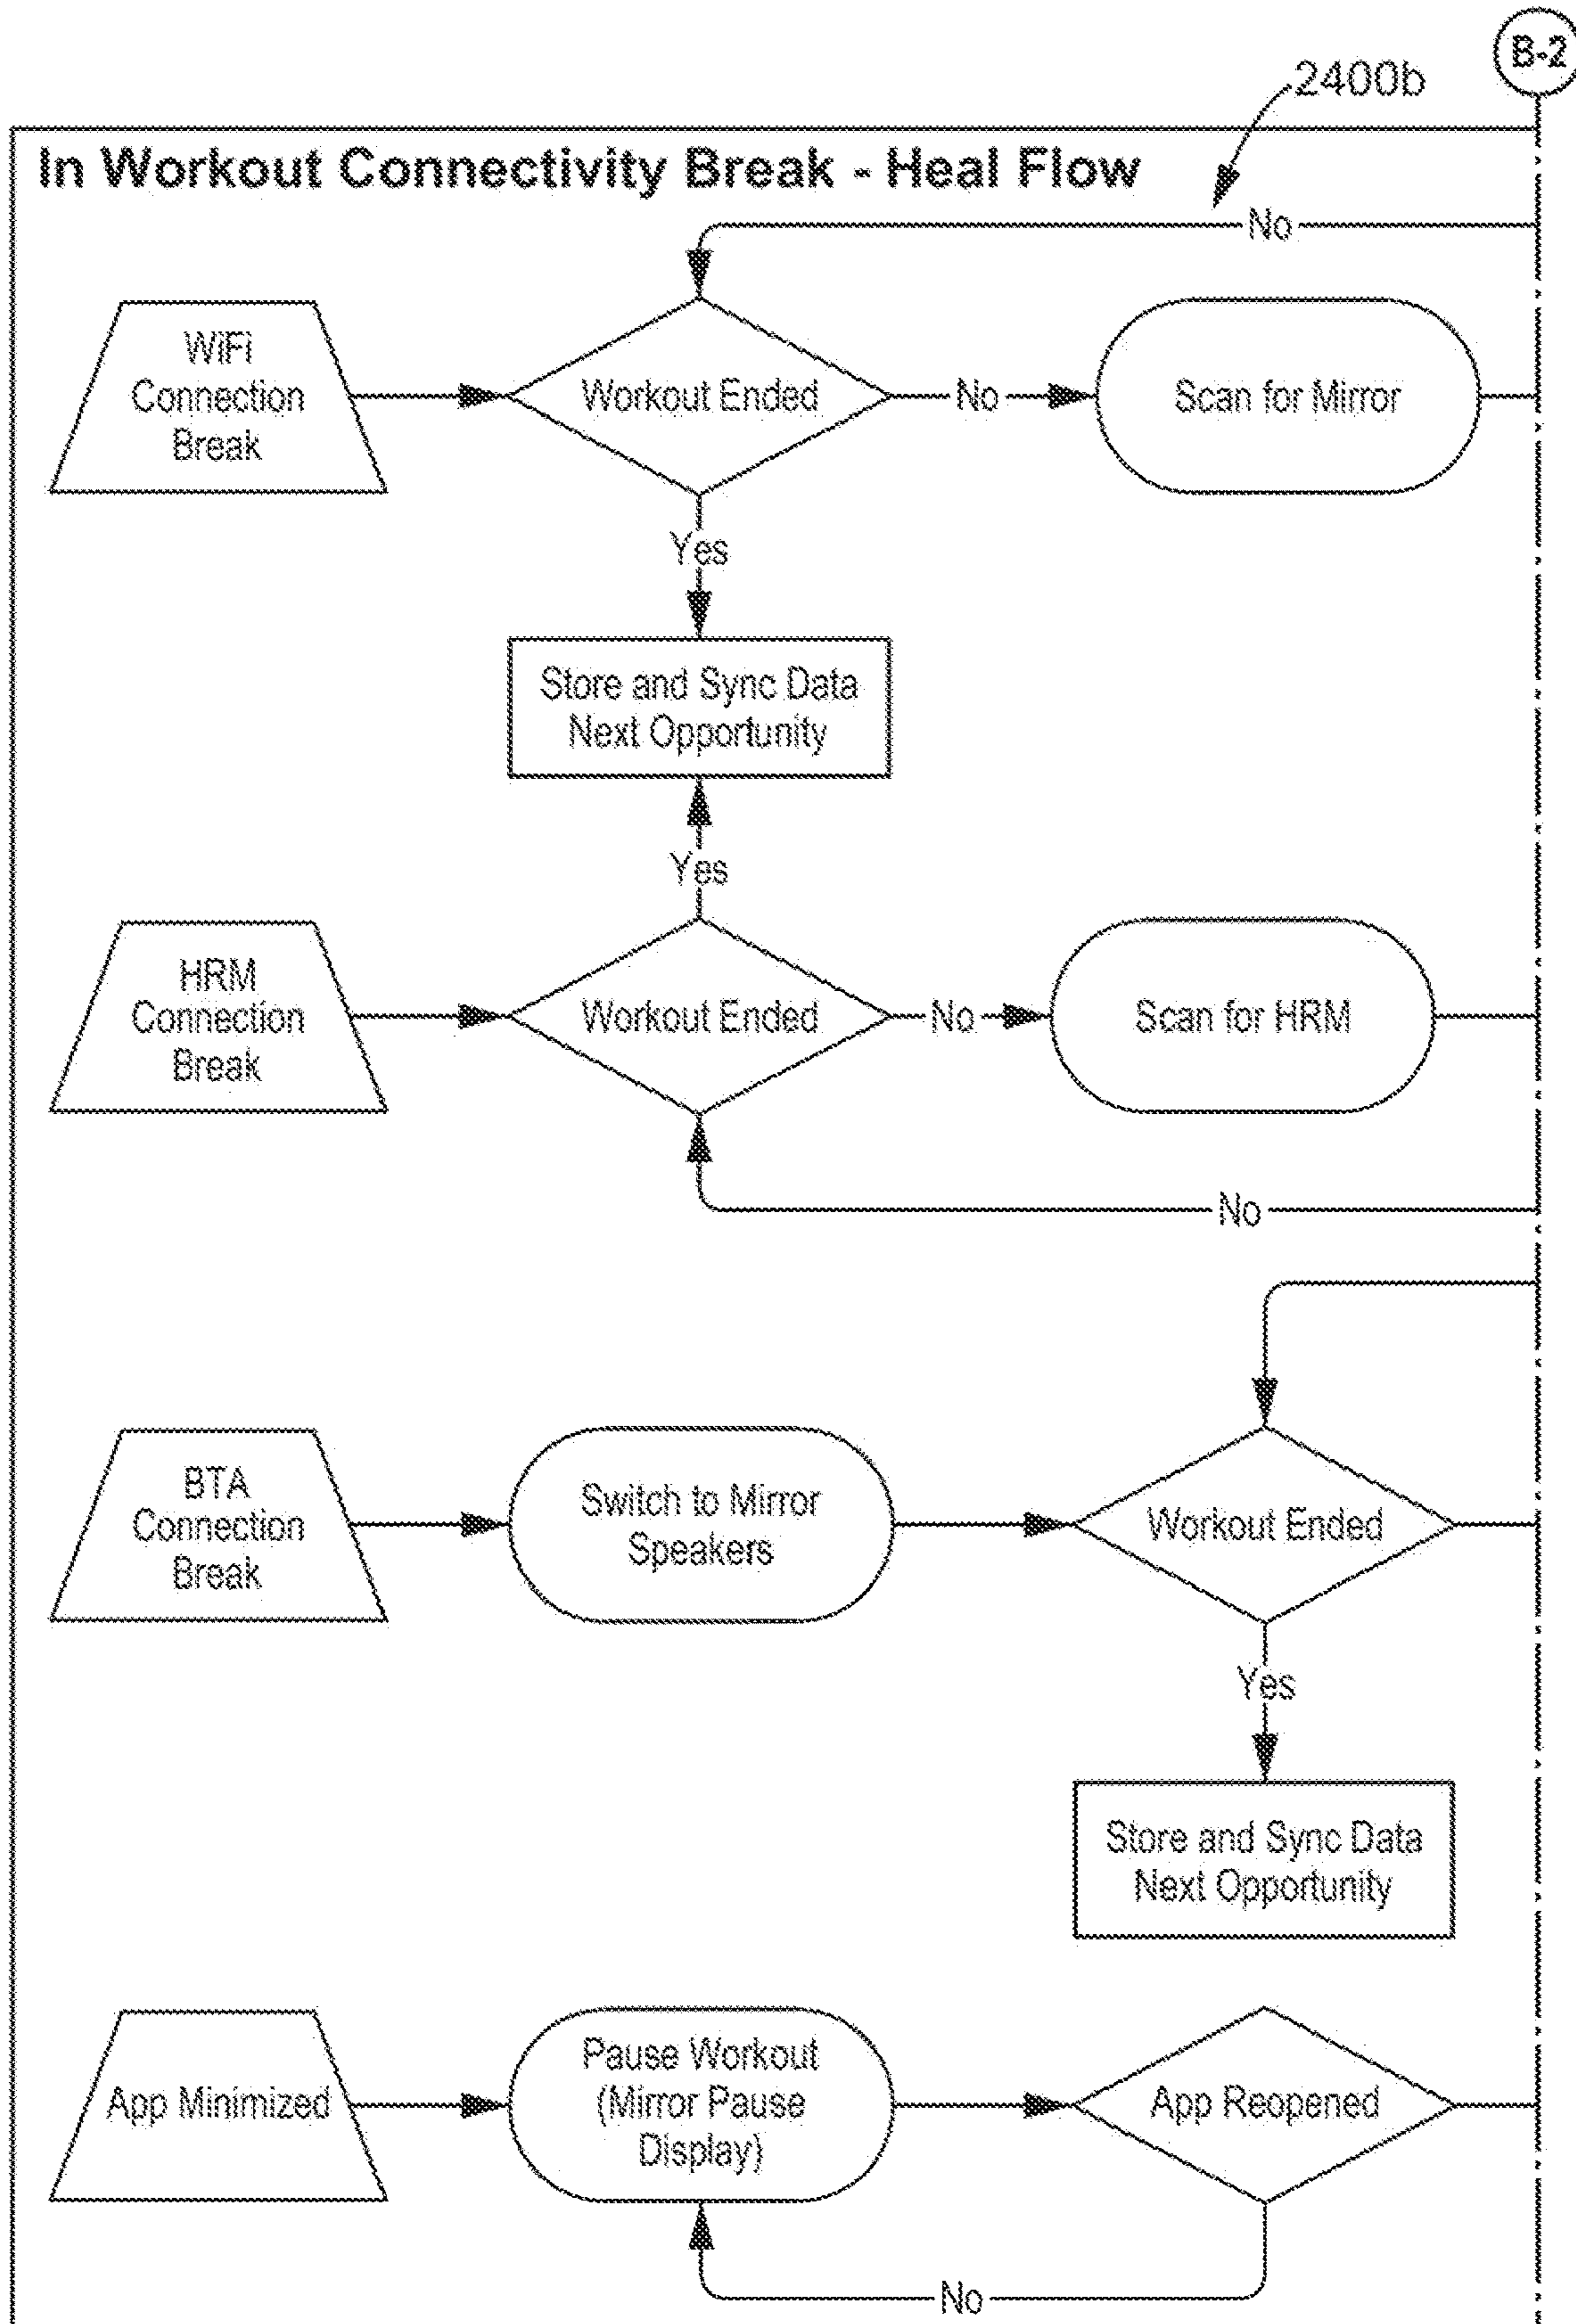 B-2
2400b
In Workout Connectivity Break - Heal Flow
No
WiFi
Connection
Break
Workout Ended
No
Scan for Mirror
Yes
Store and Sync Data
Next Opportunity
Yes
HRM
Connection
Break
Workout Ended
No
Scan for HRM
No
BTA
Connection
Break
Switch to Mirror
Speakers
Workout Ended
Yes
Store and Sync Data
Next Opportunity
App Minimized
Pause Workout
(Mirror Pause
Display)
App Reopened
No